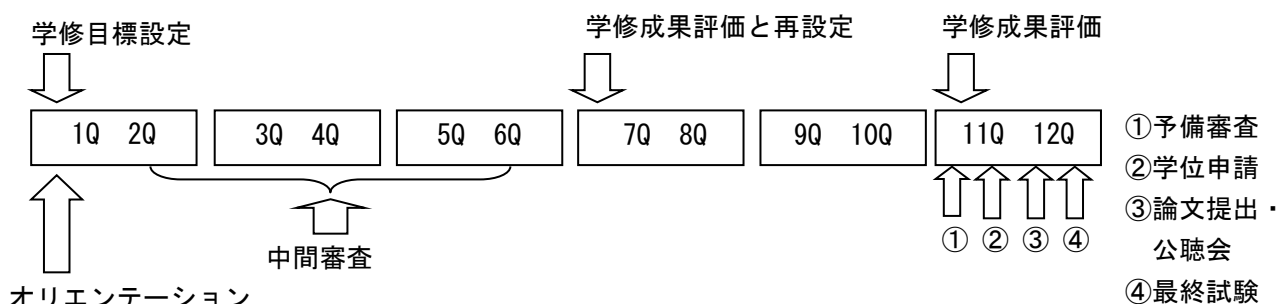 学修目標設定
学修成果評価と再設定
学修成果評価
1Q 2Q
3Q 4Q
5Q 6Q
7Q 8Q
9Q 10Q
11Q 12Q
中間審査
オリエンテーション
① ② ③ ④
①予備審査
②学位申請
③論文提出・
公聴会
④最終試験